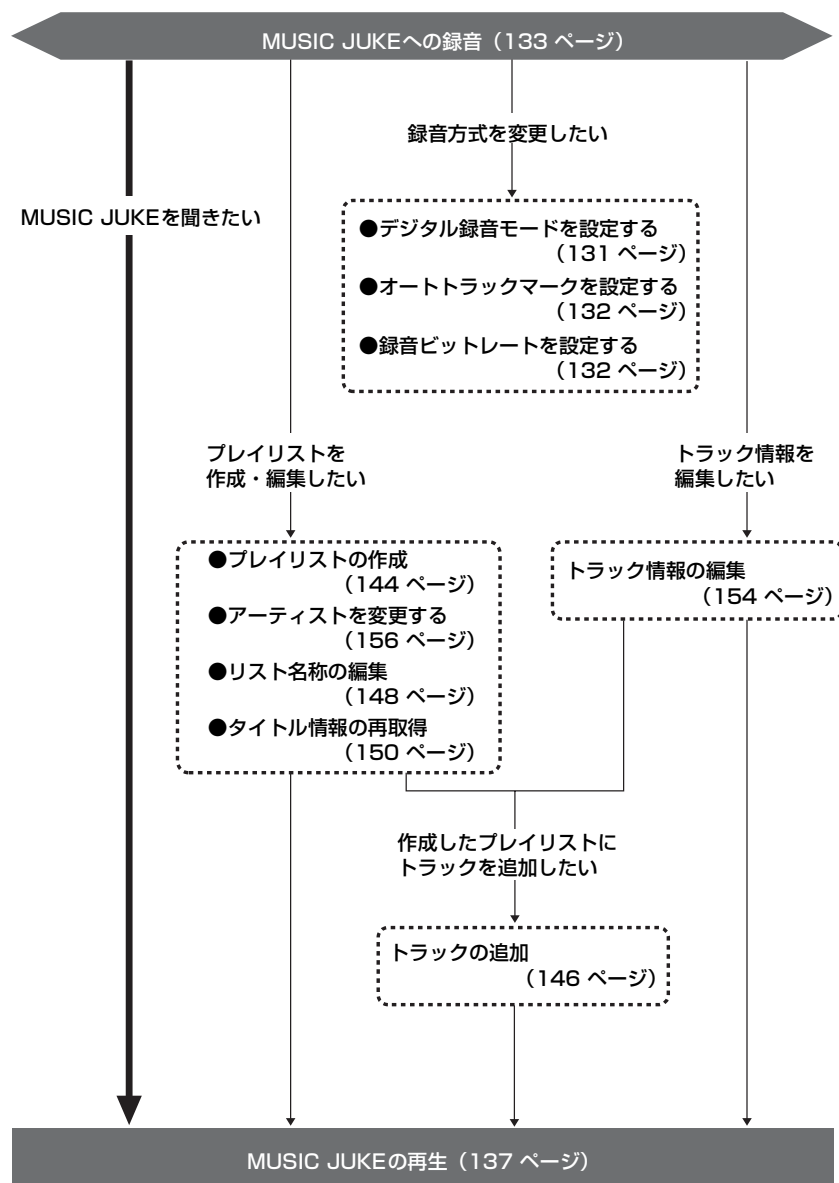 MUSIC JUKEへの録音（133 ページ）
録音方式を変更したい
MUSIC JUKEを聞きたい
●デジタル録音モードを設定する
（131 ページ）
●オートトラックマークを設定する
（132 ページ）
●録音ビットレートを設定する
（132 ページ）
プレイリストを
作成・編集したい
トラック情報を
編集したい
●プレイリストの作成
（144 ページ）
●アーティストを変更する
（156 ページ）
●リスト名称の編集
（148 ページ）
●タイトル情報の再取得
（150 ページ）
トラック情報の編集
（154 ページ）
作成したプレイリストに
トラックを追加したい
トラックの追加
（146 ページ）
MUSIC JUKEの再生（137 ページ）